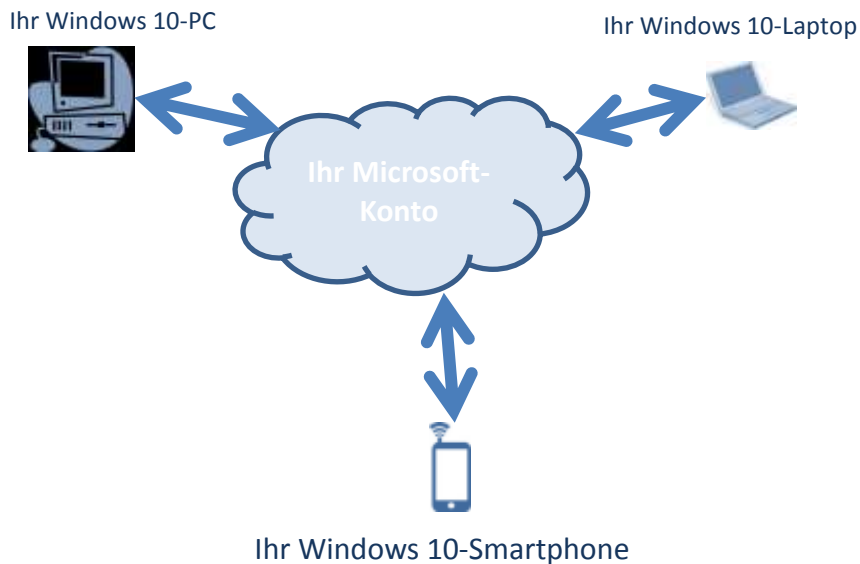 Ihr Windows 10-PC
Ihr Windows 10-Laptop
Ihr Microsoft-
Konto
Ihr Windows 10-Smartphone